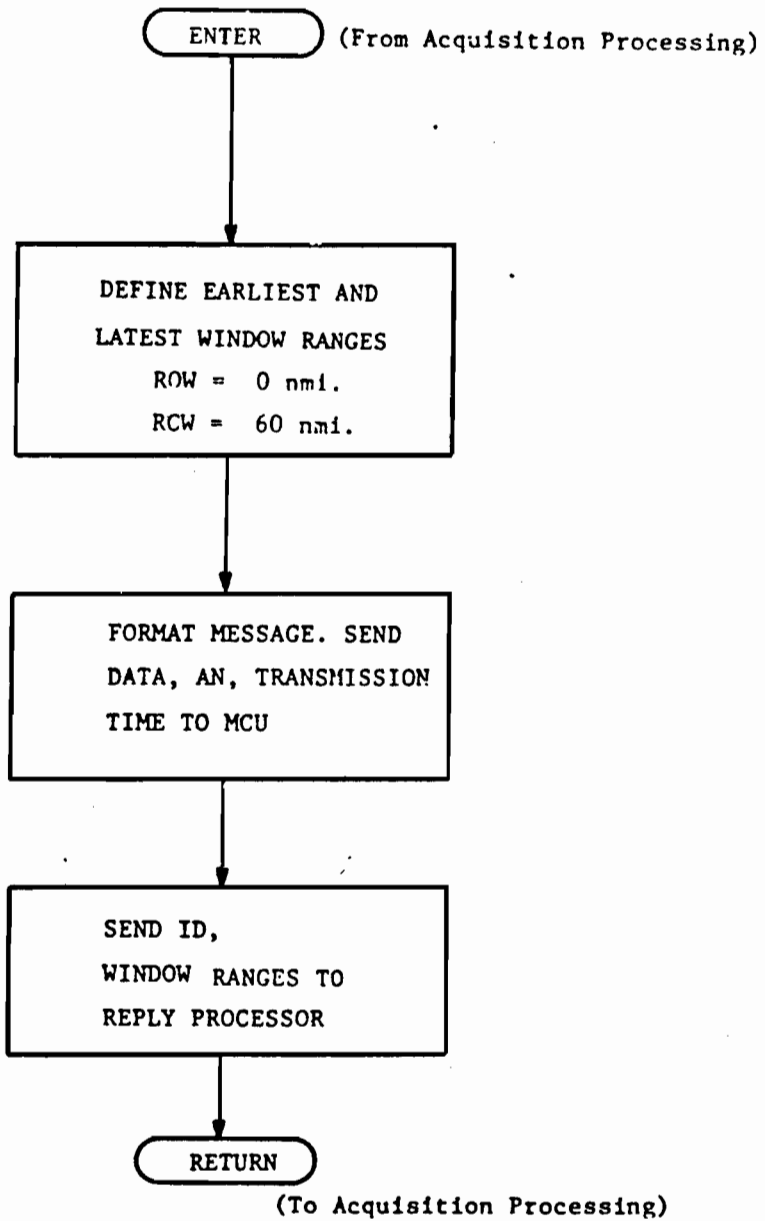 ENTER (From Acquisition Processing)
DEFINE EARLIEST AND
LATEST WINDOW RANGES
ROW = 0 nmi.
RCW = 60 nmi.
FORMAT MESSAGE. SEND
DATA, AN, TRANSMISSION
TIME TO MCU
SEND ID,
WINDOW RANGES TO
REPLY PROCESSOR
RETURN
(To Acquisition Processing)